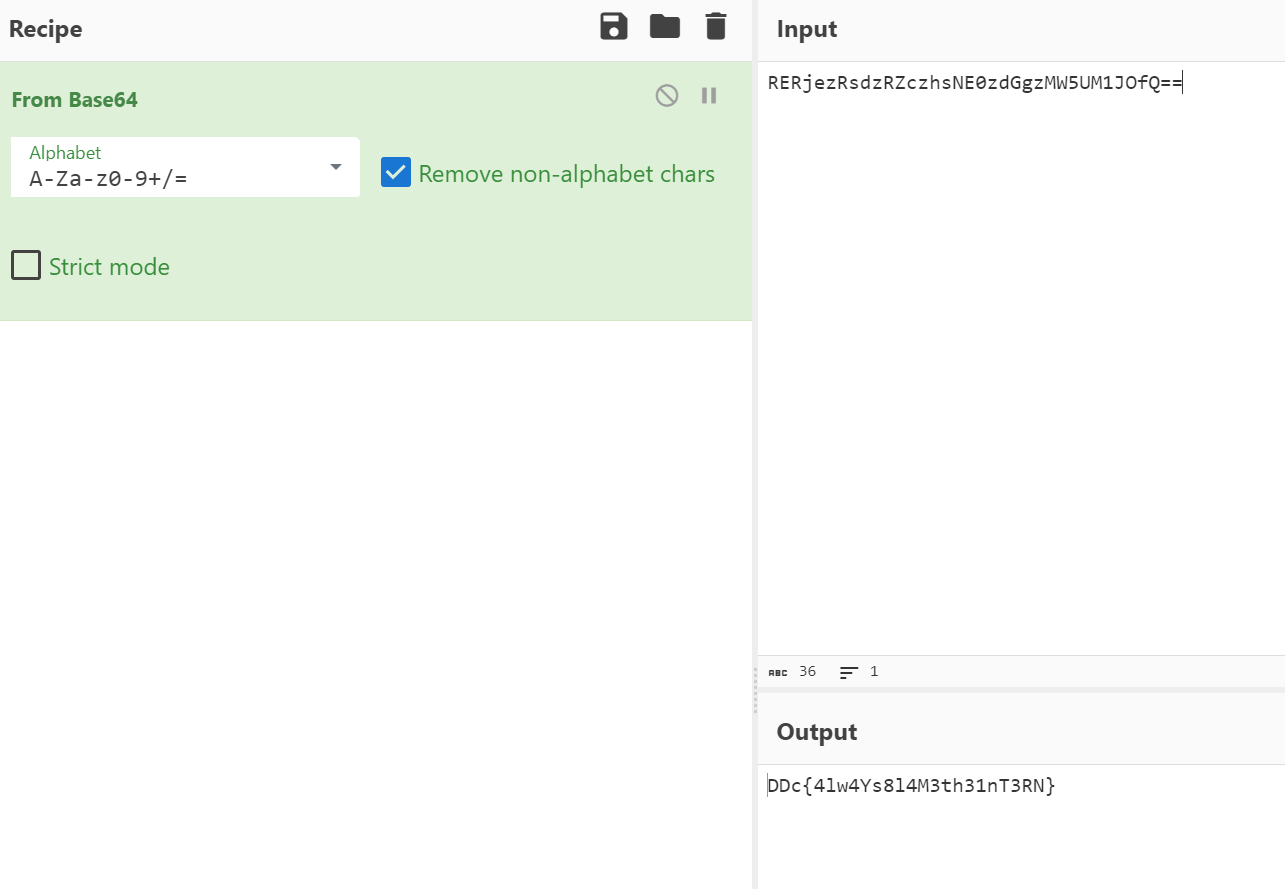 Recipe
From Base64
Alphabet
A-Za-z0-9+/=
Remove non-alphabet chars
Strict mode
Input
RERjezRsdzRZczhsNE0zdGgzMW5UM1JOfQ==
ABC 36 1
Output
DDc{4lw4Ys8l4M3th31nT3RN}